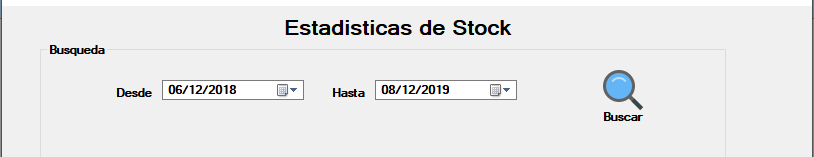 Estadisticas de Stock
Busqueda
Desde 06/12/2018 Hasta 08/12/2019
Buscar